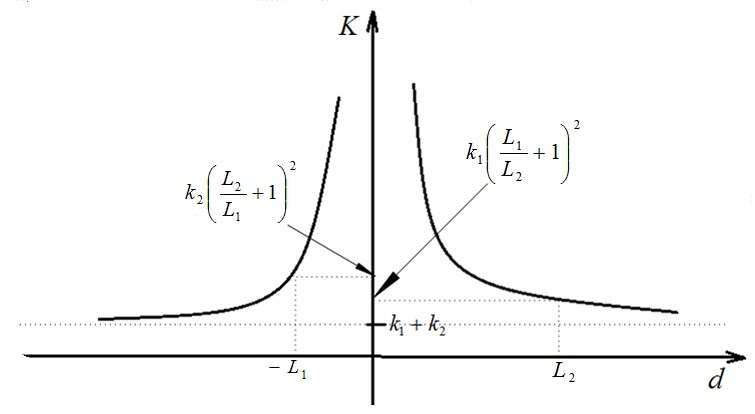 K
k₁(L₁/L₂ + 1)²
k₂(L₂/L₁ + 1)²
k₁ + k₂
− L₁
L₂
d